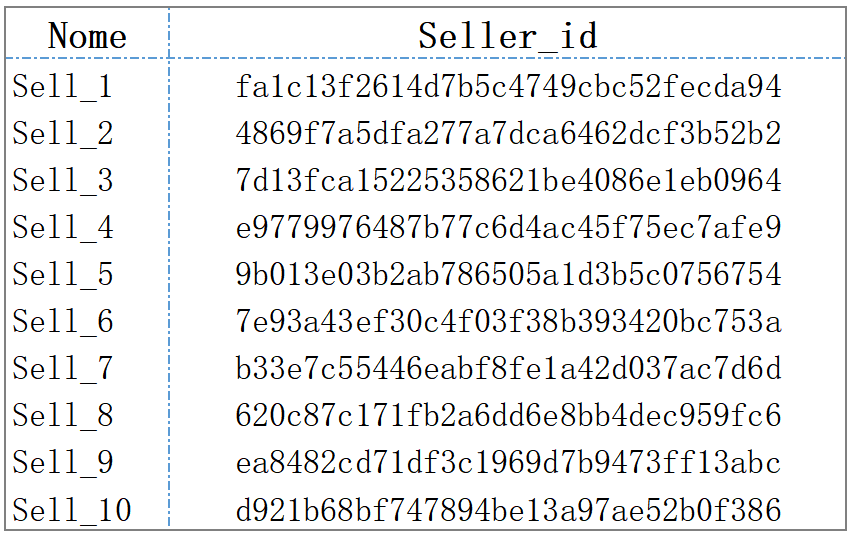 Nome Seller_id
Sell_1 fa1c13f2614d7b5c4749cbc52fecda94
Sell_2 4869f7a5dfa277a7dca6462dcf3b52b2
Sell_3 7d13fca15225358621be4086e1eb0964
Sell_4 e9779976487b77c6d4ac45f75ec7afe9
Sell_5 9b013e03b2ab786505a1d3b5c0756754
Sell_6 7e93a43ef30c4f03f38b393420bc753a
Sell_7 b33e7c55446eabf8fe1a42d037ac7d6d
Sell_8 620c87c171fb2a6dd6e8bb4dec959fc6
Sell_9 ea8482cd71df3c1969d7b9473ff13abc
Sell_10 d921b68bf747894be13a97ae52b0f386